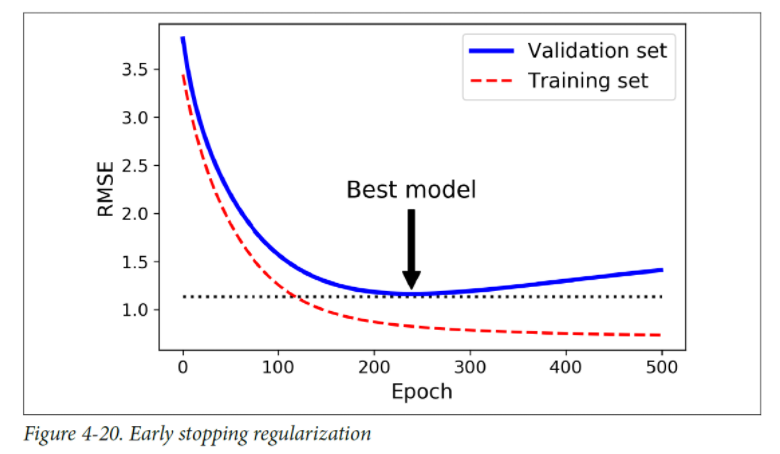 Validation set
Training set
3.5
3.0
2.5
2.0
1.5
1.0
RMSE
Best model
0 100 200 300 400 500
Epoch
Figure 4-20. Early stopping regularization